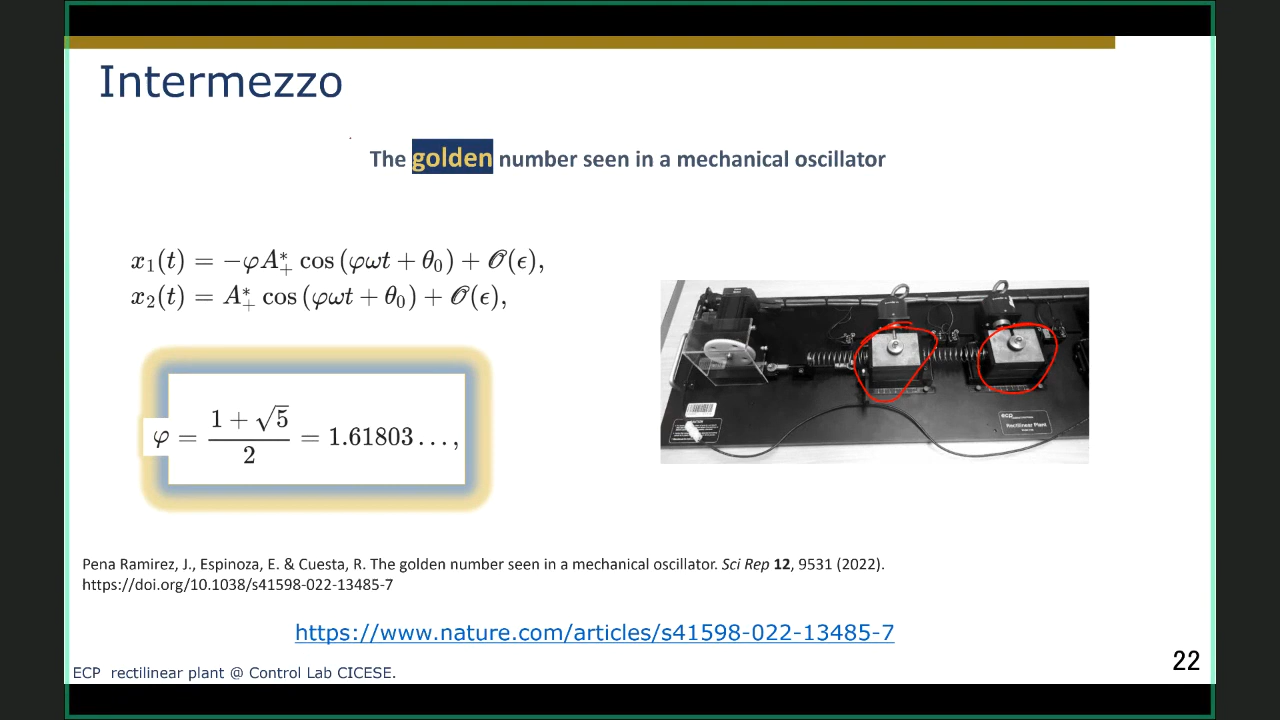 Intermezzo
The golden number seen in a mechanical oscillator
x₁(t) = −φA₊* cos (φωt + θ₀) + 𝒪(ϵ),
x₂(t) = A₊* cos (φωt + θ₀) + 𝒪(ϵ),
φ = (1 + √5)/2 = 1.61803…,
ecp
Rectilinear Plant
Pena Ramirez, J., Espinoza, E. & Cuesta, R. The golden number seen in a mechanical oscillator. Sci Rep 12, 9531 (2022).
https://doi.org/10.1038/s41598-022-13485-7
https://www.nature.com/articles/s41598-022-13485-7
22
ECP rectilinear plant @ Control Lab CICESE.